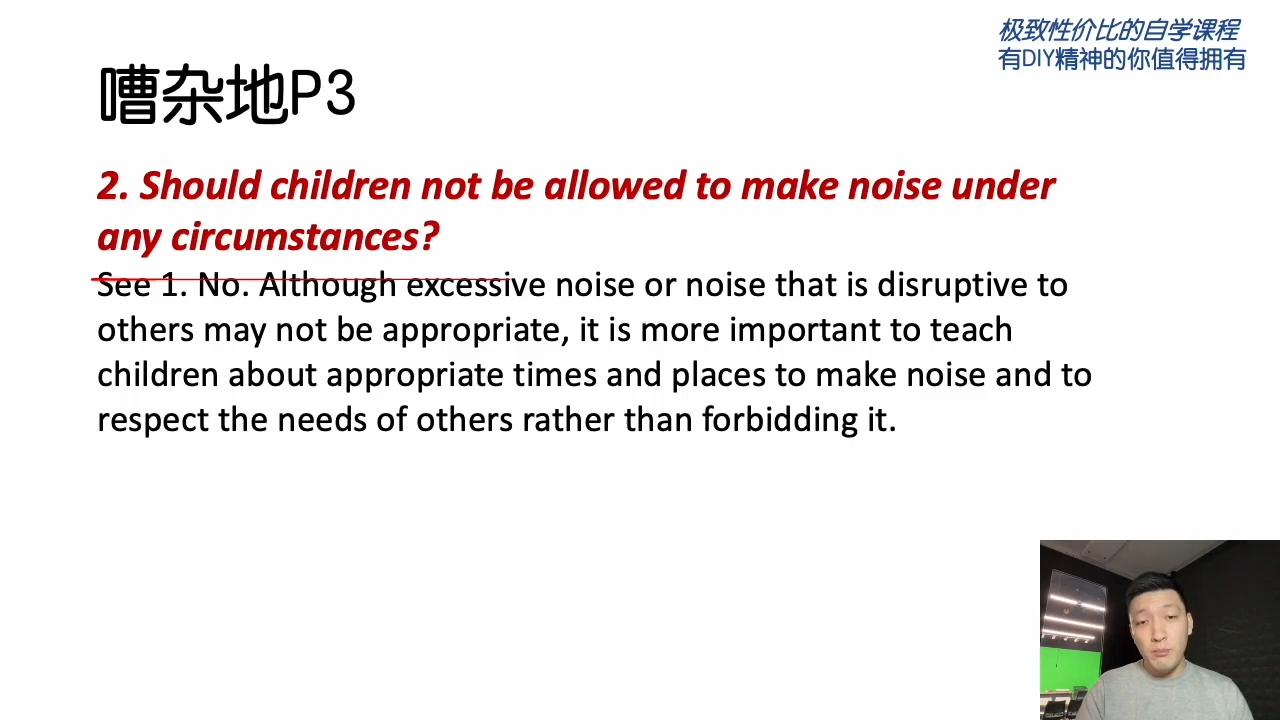 极致性价比的自学课程
有DIY精神的你值得拥有
嘈杂地P3
2. Should children not be allowed to make noise under
any circumstances?
See 1. No. Although excessive noise or noise that is disruptive to
others may not be appropriate, it is more important to teach
children about appropriate times and places to make noise and to
respect the needs of others rather than forbidding it.